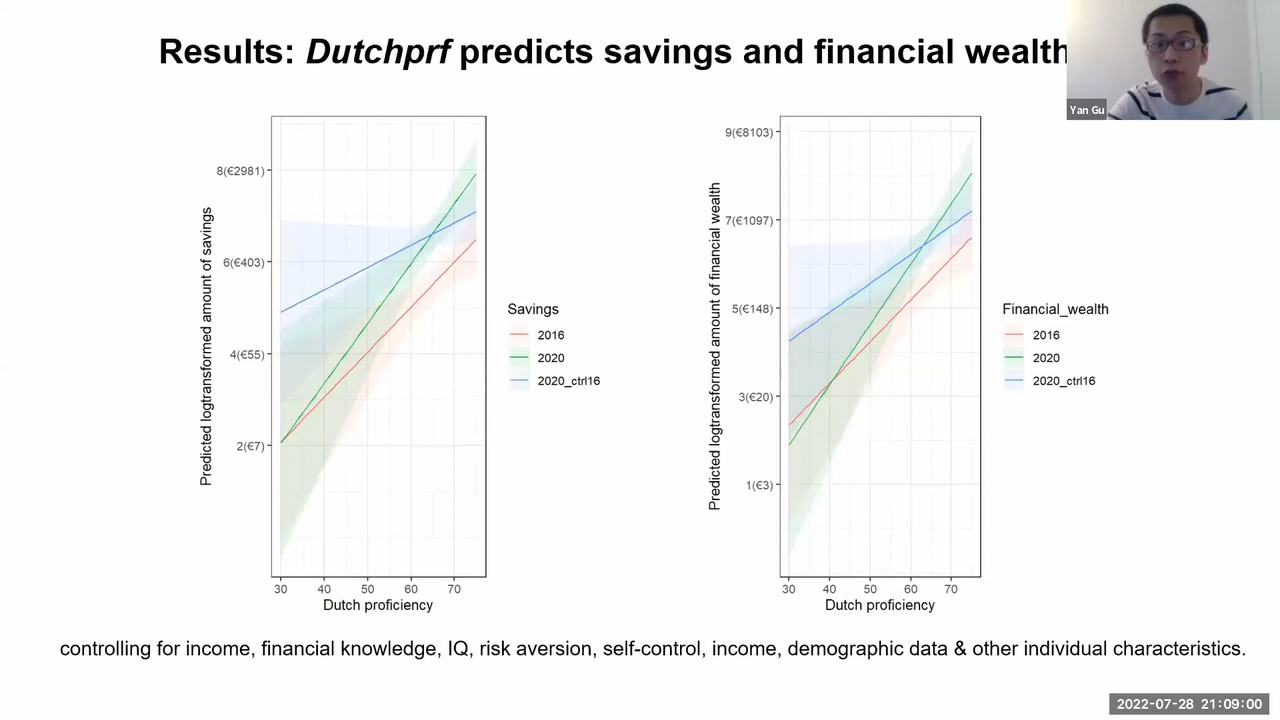 Results: Dutchprf predicts savings and financial wealth
Yan Gu
8(€2981)
6(€403)
4(€55)
2(€7)
Predicted logtransformed amount of savings
30 40 50 60 70
Dutch proficiency
Savings
2016
2020
2020_ctrl16
9(€8103)
7(€1097)
5(€148)
3(€20)
1(€3)
Predicted logtransformed amount of financial wealth
30 40 50 60 70
Dutch proficiency
Financial_wealth
2016
2020
2020_ctrl16
controlling for income, financial knowledge, IQ, risk aversion, self-control, income, demographic data & other individual characteristics.
2022-07-28 21:09:00